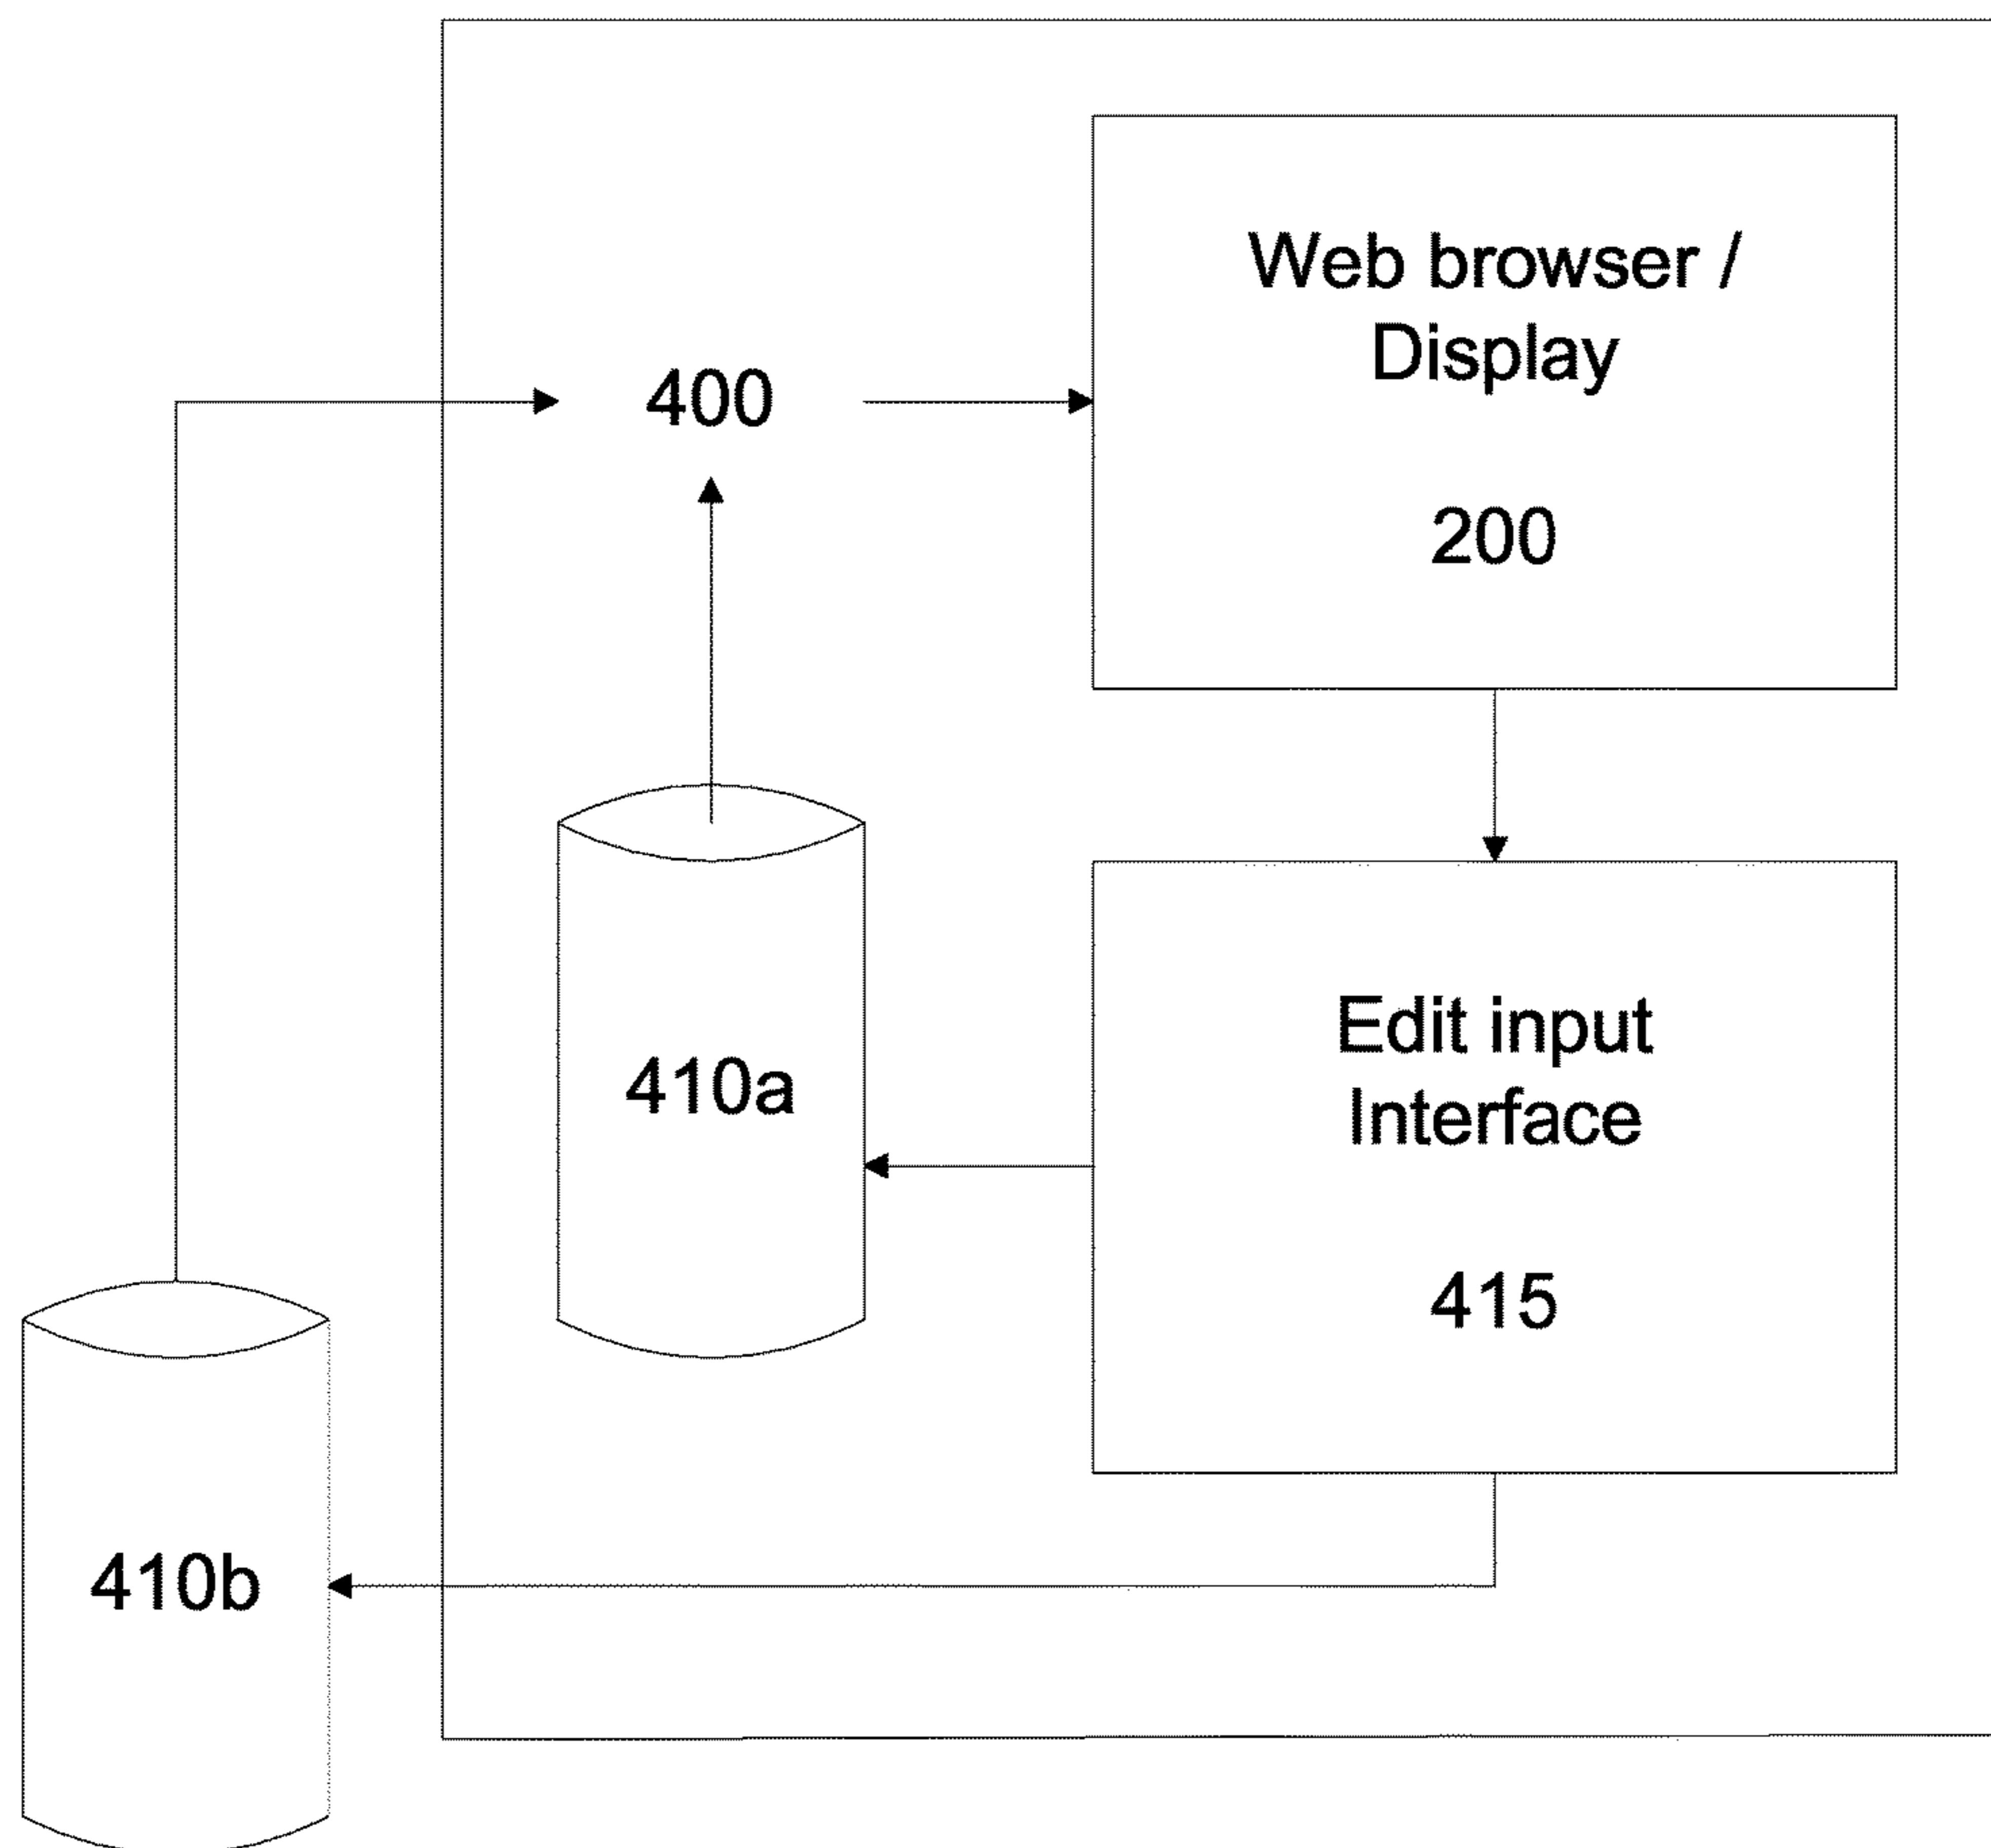 Web browser /
Display
400
200
Edit input
Interface
410a
415
410b